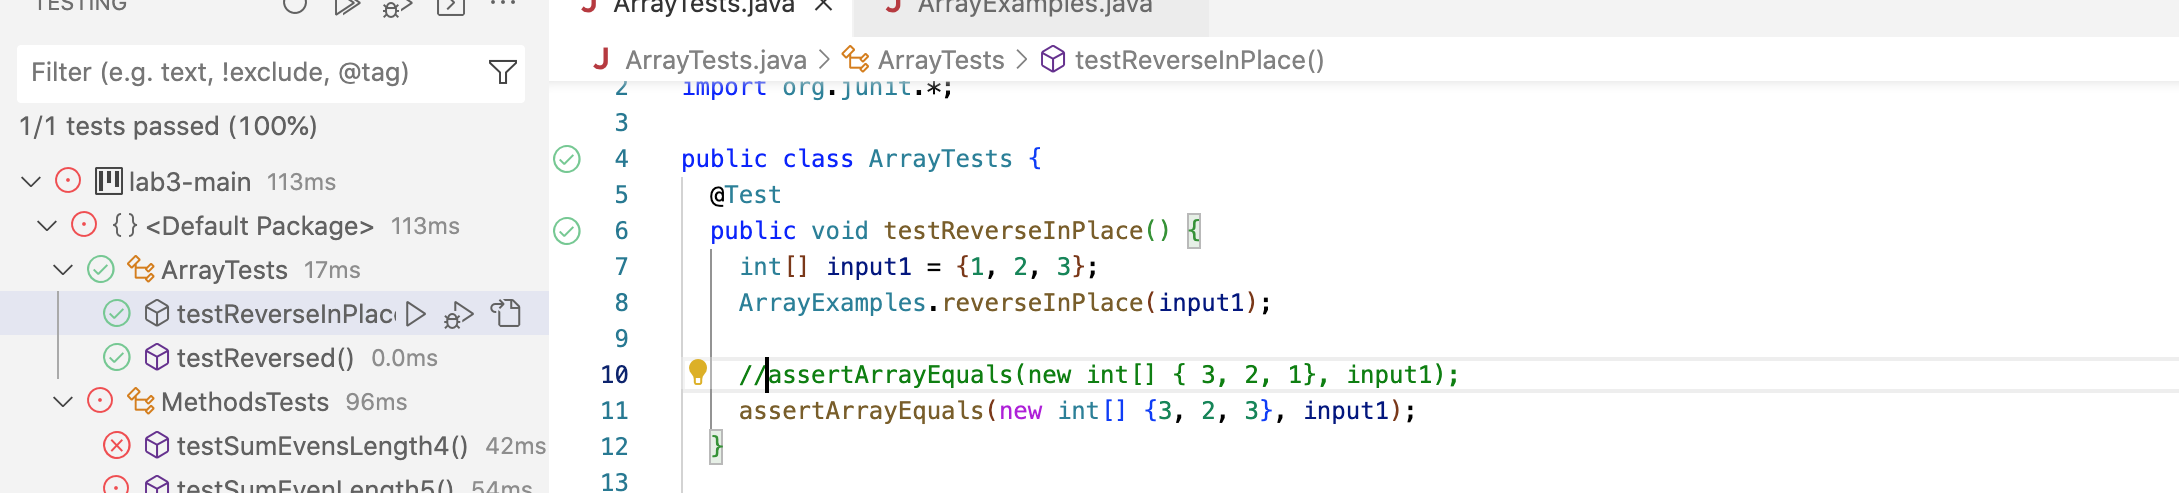 TESTING
ArrayTests.java
ArrayExamples.java
Filter (e.g. text, !exclude, @tag)
1/1 tests passed (100%)
lab3-main 113ms
{} <Default Package> 113ms
ArrayTests 17ms
testReverseInPlac
testReversed() 0.0ms
MethodsTests 96ms
testSumEvensLength4() 42ms
testSumEvenLength5() 54ms
J ArrayTests.java > ArrayTests > testReverseInPlace()
2 import org.junit.*;
3
4 public class ArrayTests {
5 @Test
6 public void testReverseInPlace() {
7 int[] input1 = {1, 2, 3};
8 ArrayExamples.reverseInPlace(input1);
9
10 //assertArrayEquals(new int[] { 3, 2, 1}, input1);
11 assertArrayEquals(new int[] {3, 2, 3}, input1);
12 }
13